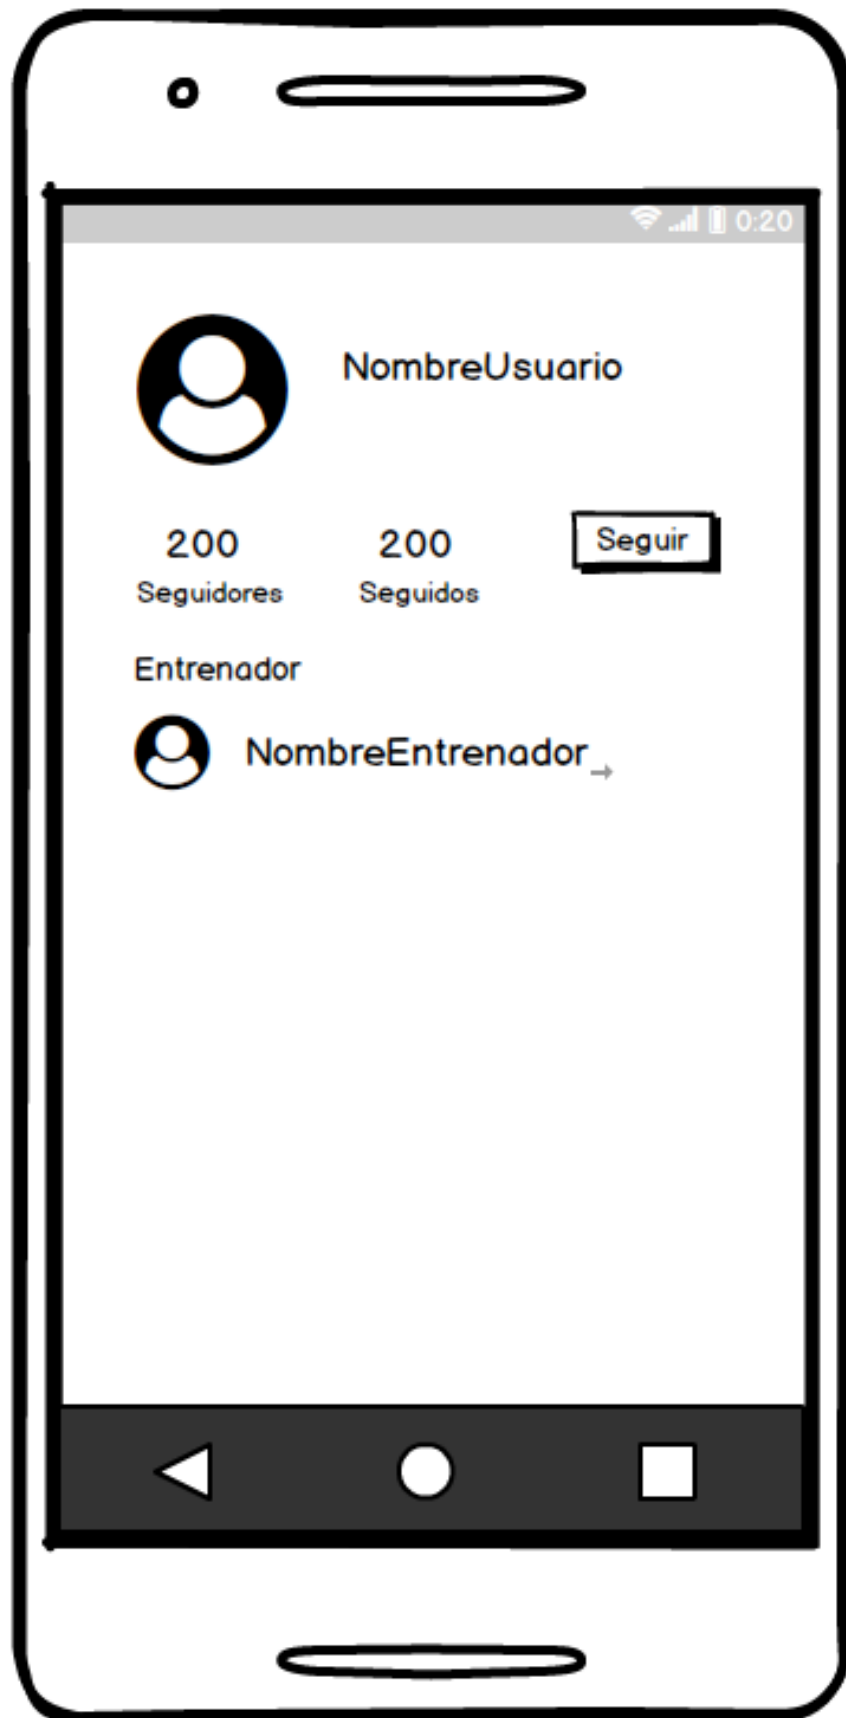 0:20
NombreUsuario
200 200 Seguir
Seguidores Seguidos
Entrenador
NombreEntrenador